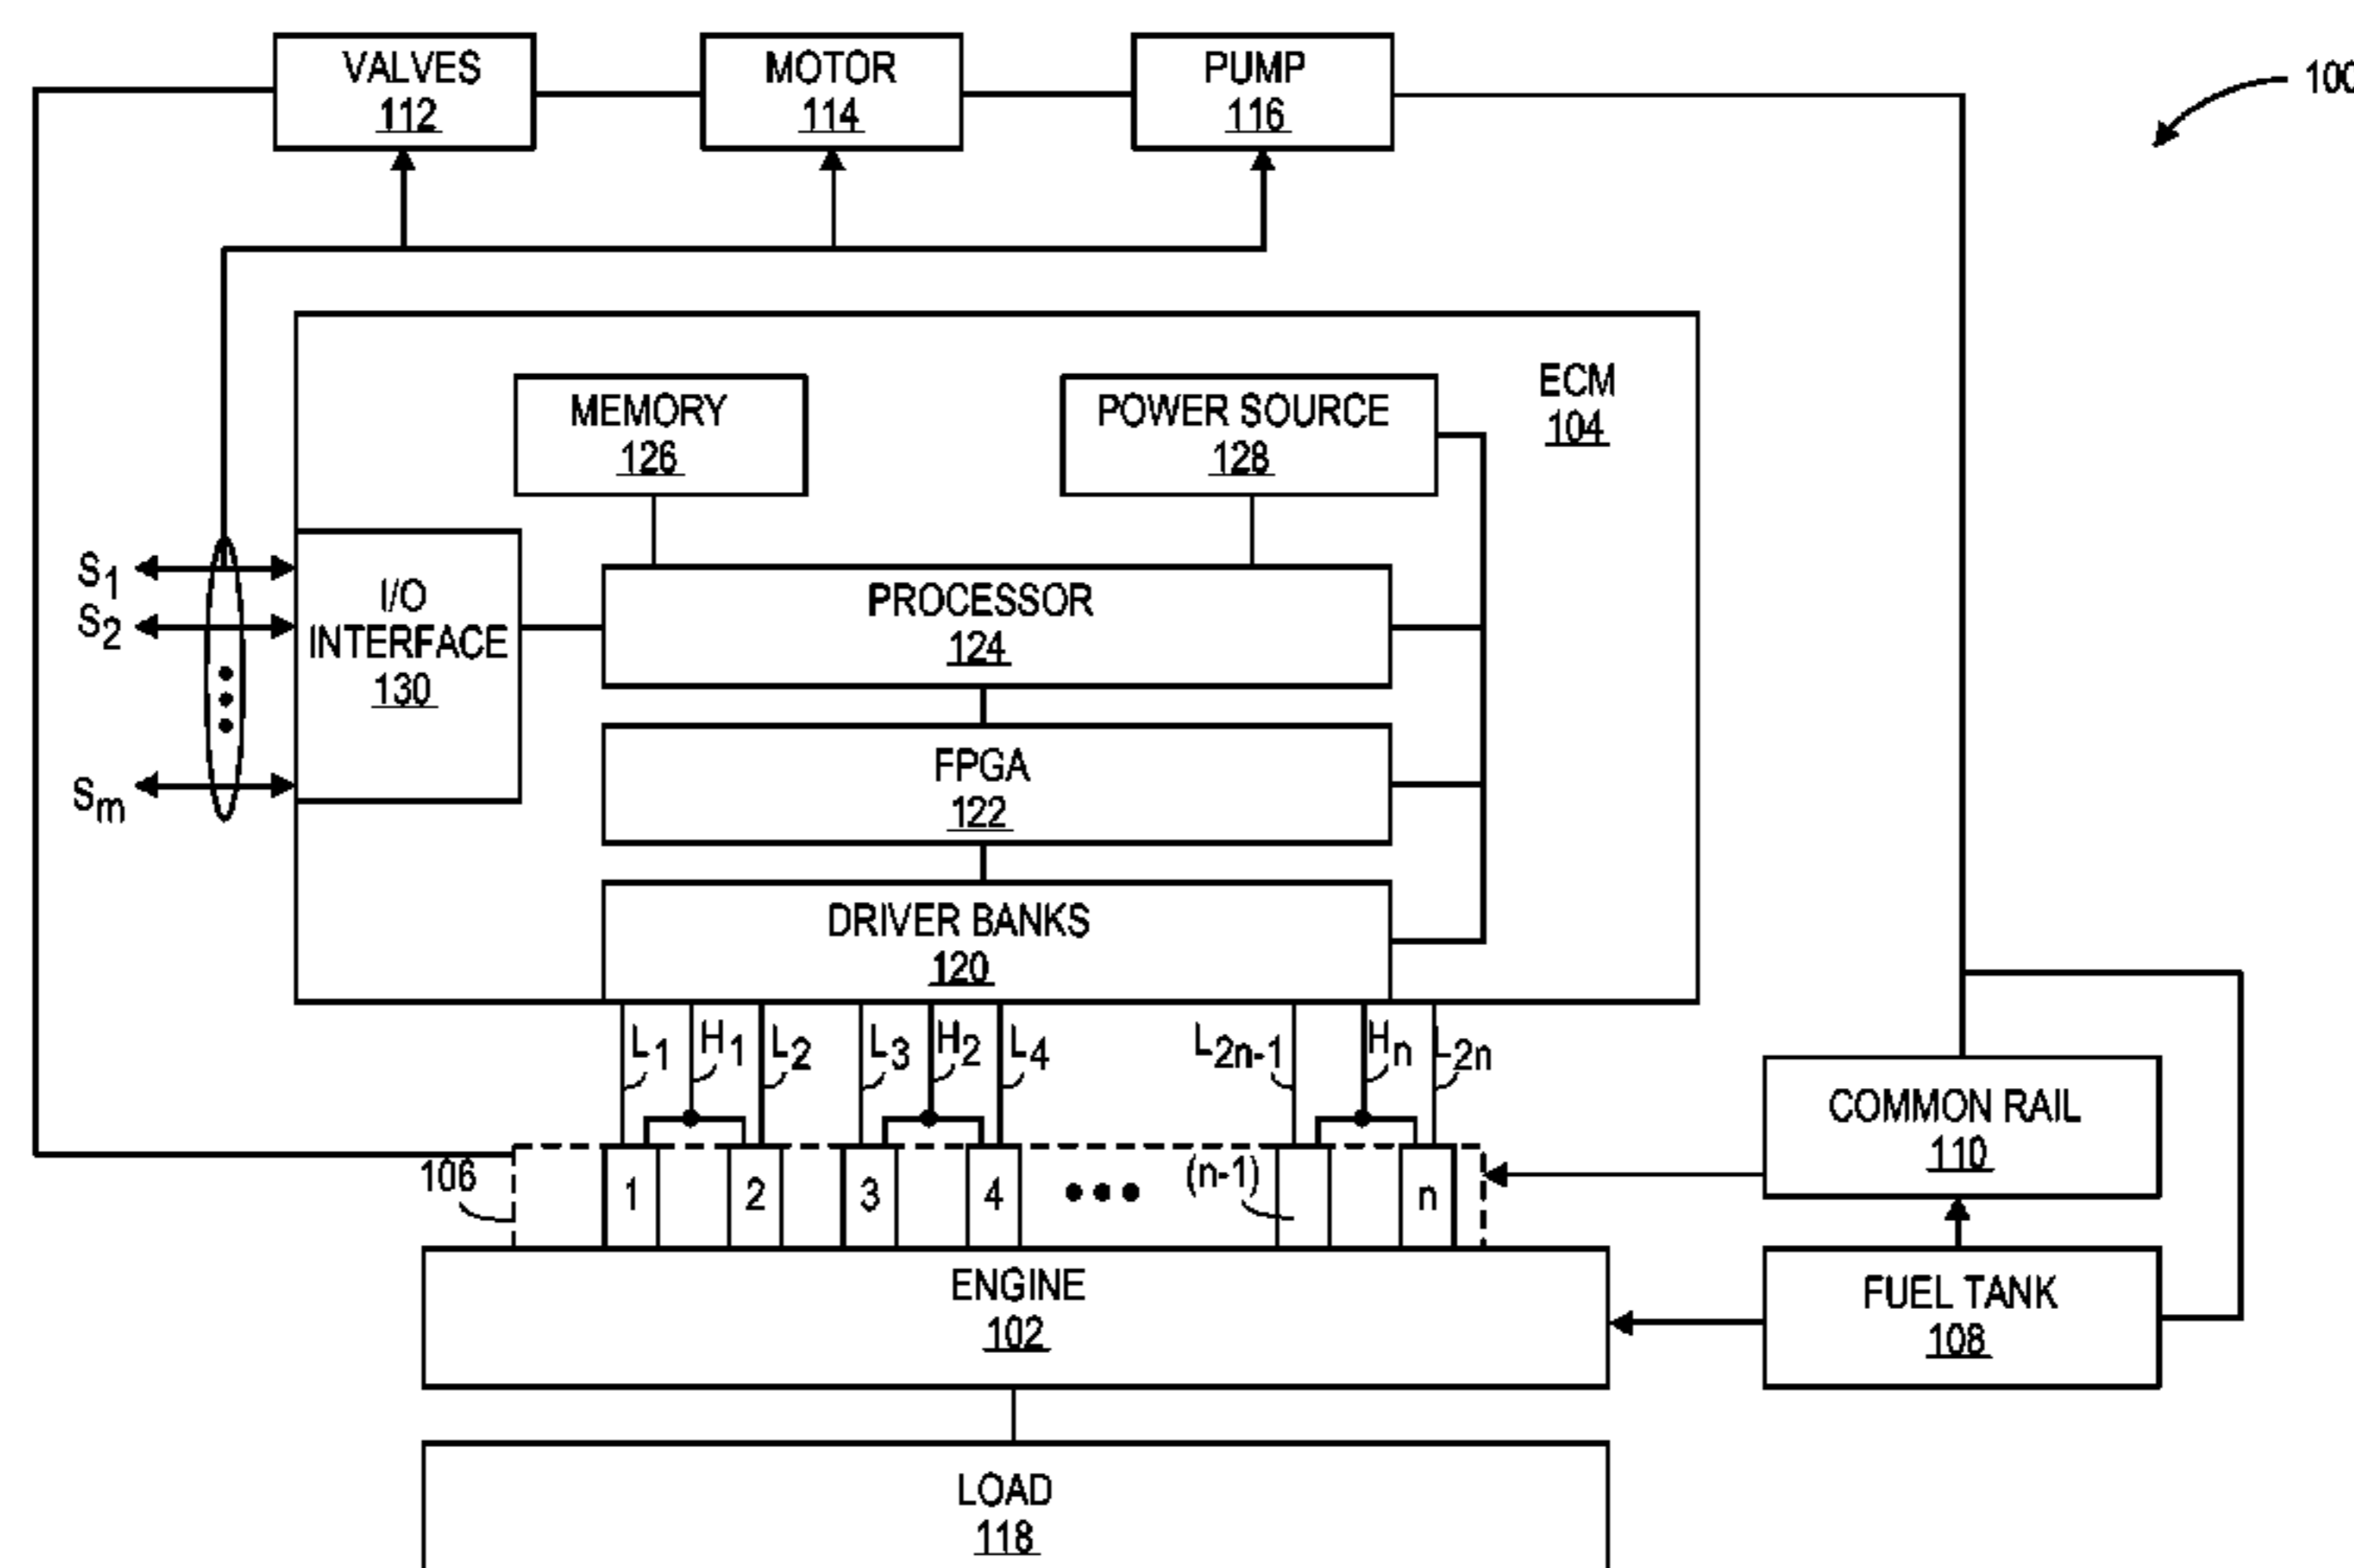 VALVES
112
MOTOR
114
PUMP
116
100
ECM
104
MEMORY
126
POWER SOURCE
128
S1
S2
Sm
I/O
INTERFACE
130
PROCESSOR
124
FPGA
122
DRIVER BANKS
120
L1 H1 L2 L3 H2 L4 L2n-1 Hn L2n
COMMON RAIL
110
106
1 2 3 4 ••• (n-1) n
ENGINE
102
FUEL TANK
108
LOAD
118